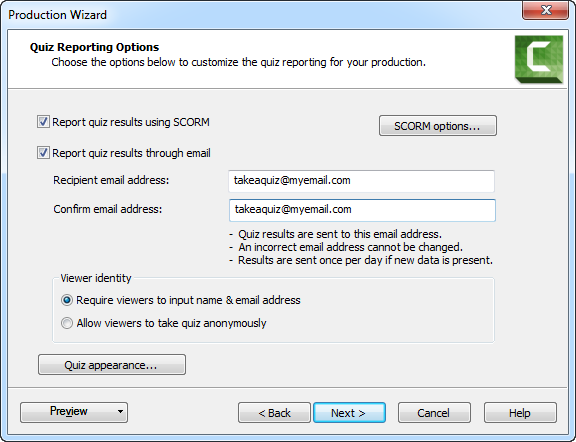 Production Wizard
Quiz Reporting Options
Choose the options below to customize the quiz reporting for your production.
Report quiz results using SCORM
SCORM options...
Report quiz results through email
Recipient email address:
takeaquiz@myemail.com
Confirm email address:
takeaquiz@myemail.com
- Quiz results are sent to this email address.
- An incorrect email address cannot be changed.
- Results are sent once per day if new data is present.
Viewer identity
Require viewers to input name & email address
Allow viewers to take quiz anonymously
Quiz appearance...
Preview
< Back
Next >
Cancel
Help